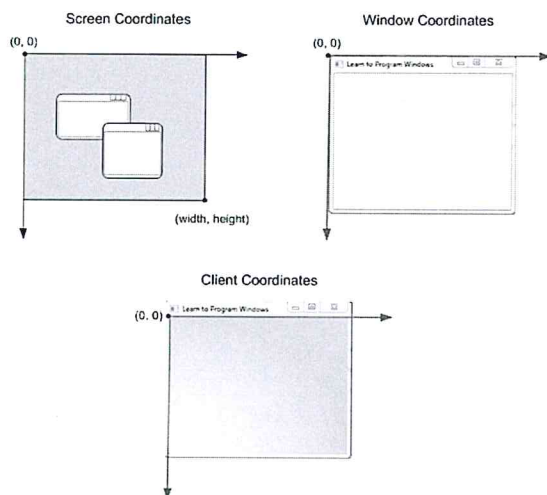 Screen Coordinates
(0, 0)
(width, height)
Window Coordinates
(0, 0)
Learn to Program Windows
Client Coordinates
Learn to Program Windows
(0, 0)